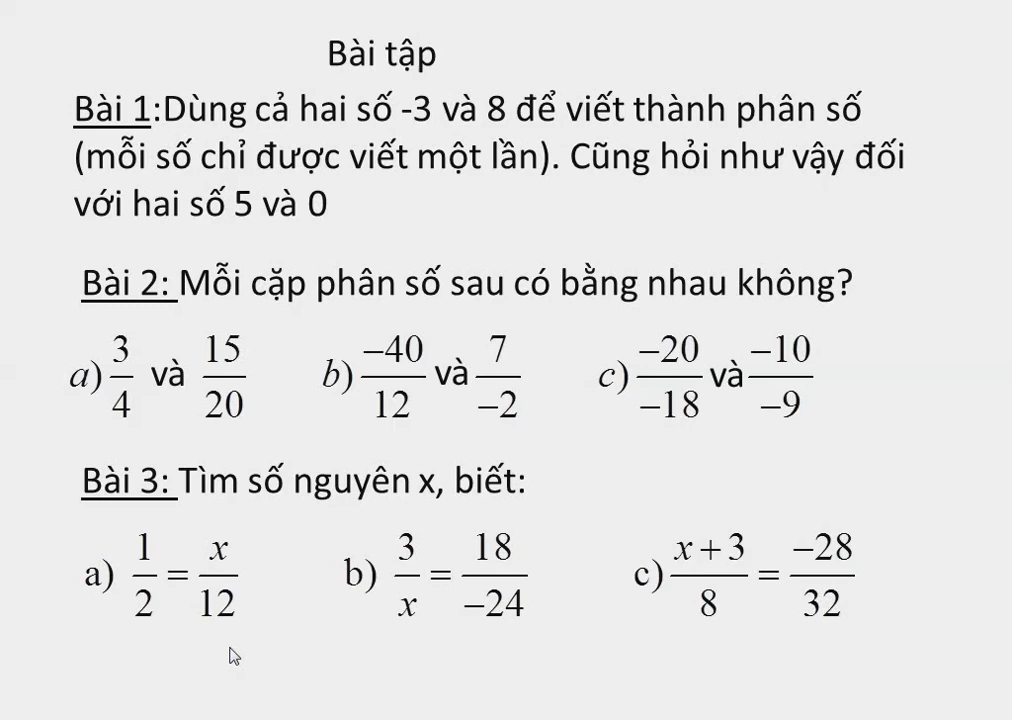 Bài tập
Bài 1:Dùng cả hai số -3 và 8 để viết thành phân số
(mỗi số chỉ được viết một lần). Cũng hỏi như vậy đối
với hai số 5 và 0
Bài 2: Mỗi cặp phân số sau có bằng nhau không?
a) 3/4 và 15/20 b) −40/12 và 7/−2 c) −20/−18 và −10/−9
Bài 3: Tìm số nguyên x, biết:
a) 1/2 = x/12 b) 3/x = 18/−24 c) x+3/8 = −28/32